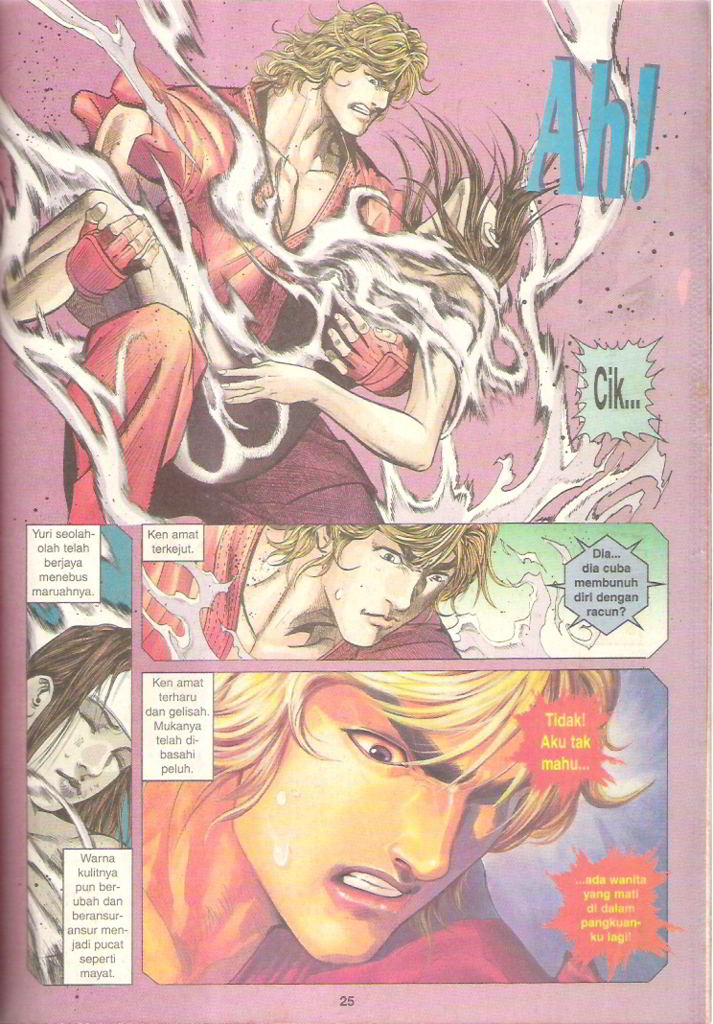 Ah!
Cik...
Yuri seolah-
olah telah
berjaya
menebus
maruahnya.
Ken amat
terkejut.
Dia...
dia cuba
membunuh
diri dengan
racun?
Ken amat
terharu
dan gelisah.
Mukanya
telah di-
basahi
peluh.
Tidak!
Aku tak
mahu...
Warna
kulitnya
pun ber-
ubah dan
beransur-
ansur men-
jadi pucat
seperti
mayat.
...ada wanita
yang mati
di dalam
pangkuan-
ku lagi!
25